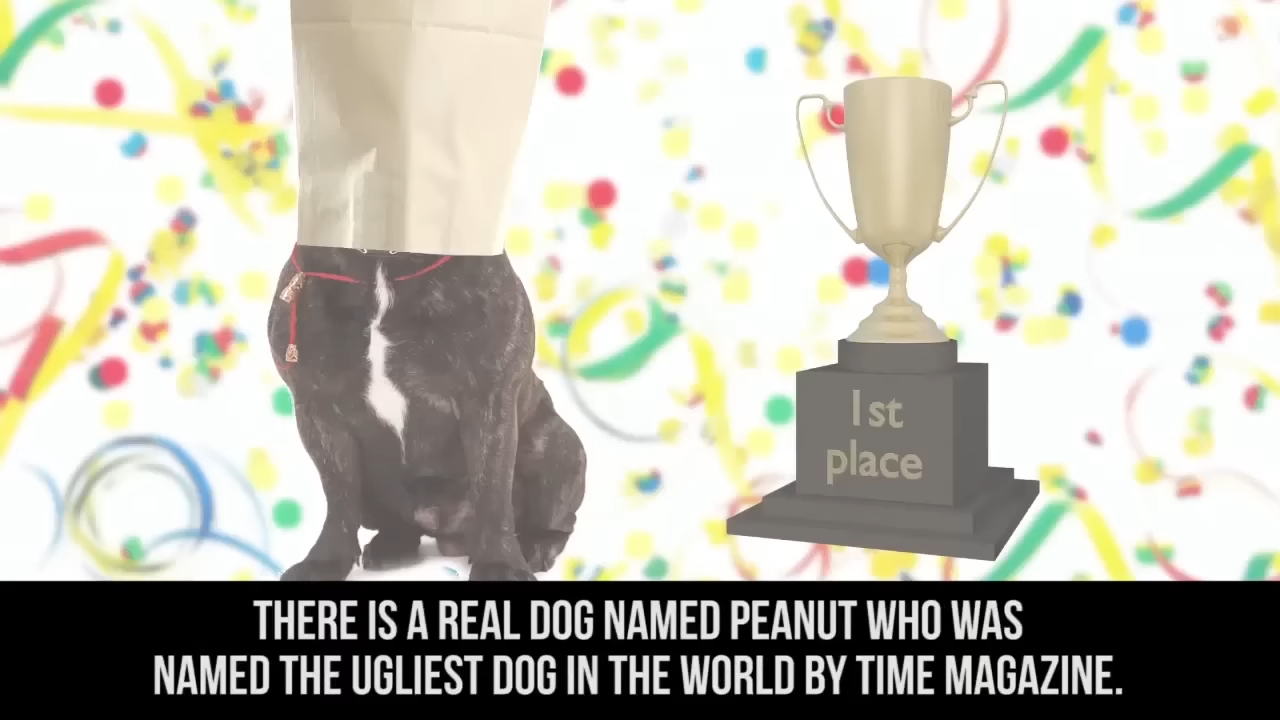 1st
place
THERE IS A REAL DOG NAMED PEANUT WHO WAS
NAMED THE UGLIEST DOG IN THE WORLD BY TIME MAGAZINE.